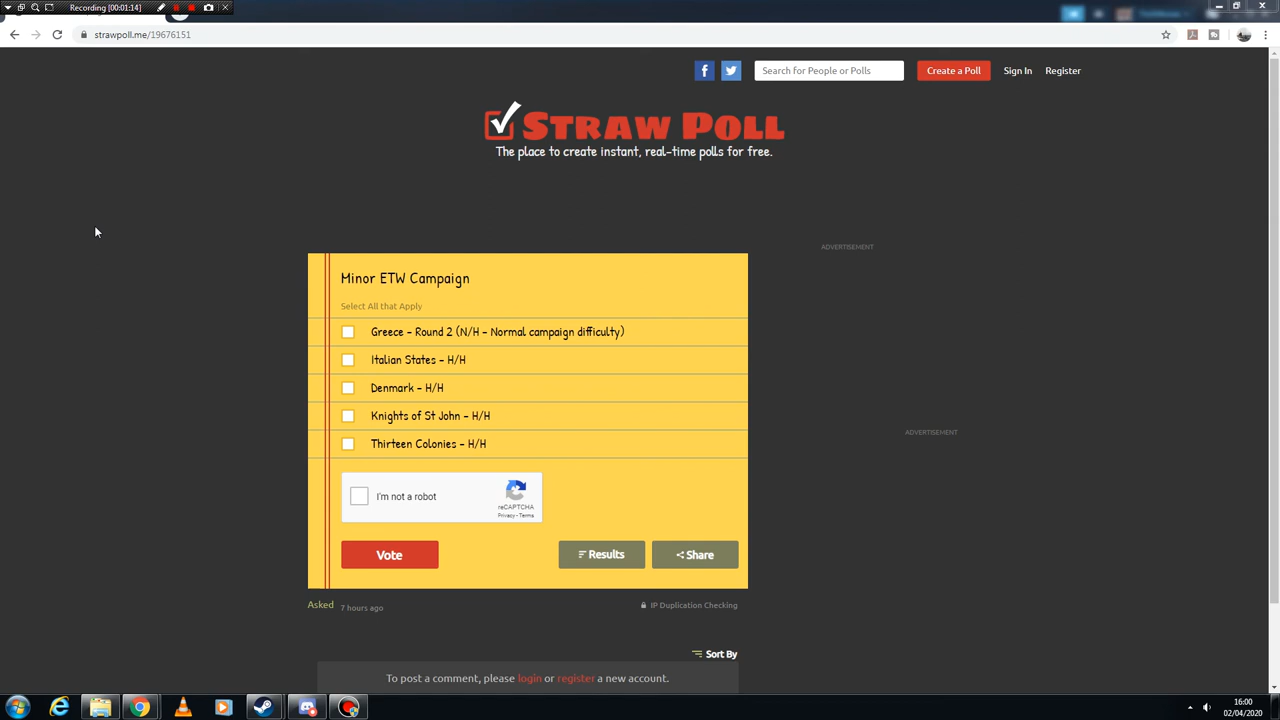 Recording [00:01:14]
strawpoll.me/19676151
Search for People or Polls
Create a Poll
Sign In
Register
STRAW POLL
The place to create instant, real-time polls for free.
ADVERTISEMENT
Minor ETW Campaign
Select All that Apply
Greece - Round 2 (N/H - Normal campaign difficulty)
Italian States - H/H
Denmark - H/H
Knights of St John - H/H
Thirteen Colonies - H/H
ADVERTISEMENT
I'm not a robot
reCAPTCHA
Privacy - Terms
Vote
Results
Share
Asked 7 hours ago
IP Duplication Checking
Sort By
To post a comment, please login or register a new account.
16:00
02/04/2020